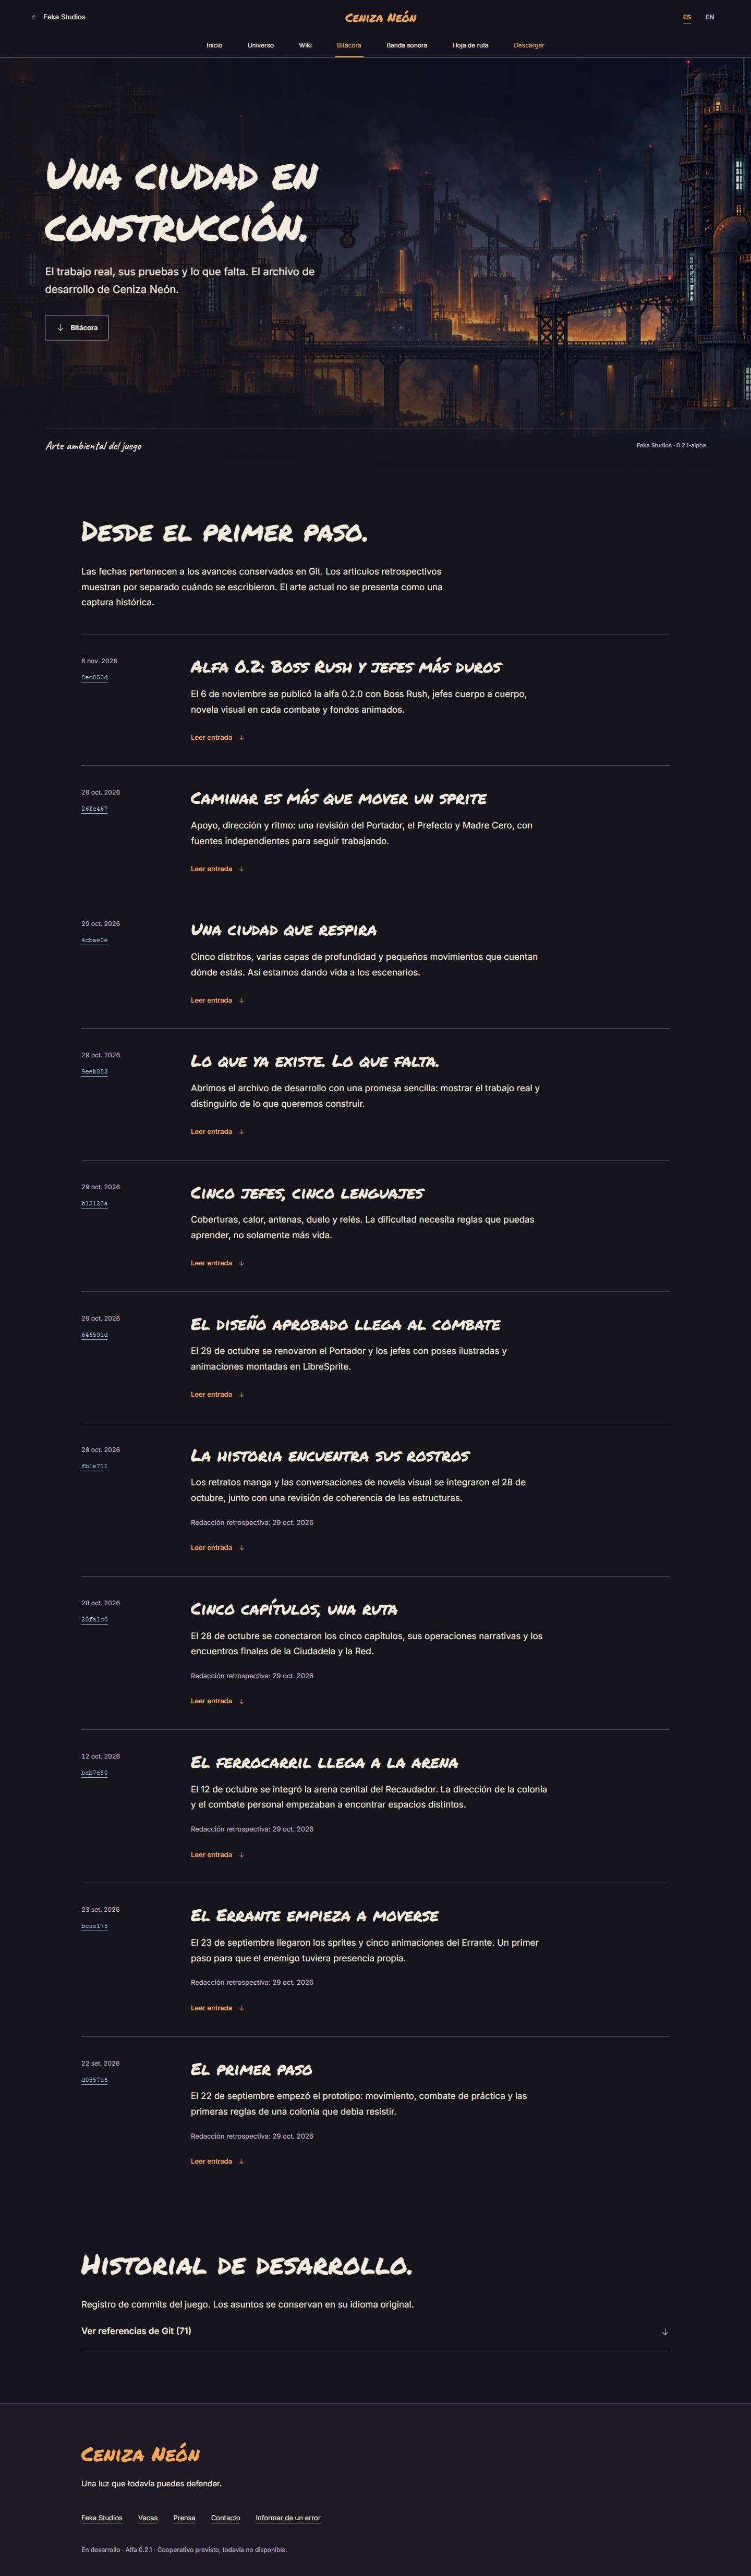 ← Feka Studios
Ceniza Neón
ES EN
Inicio Universo Wiki Bitácora Banda sonora Hoja de ruta Descargar
Una ciudad en
construcción.
El trabajo real, sus pruebas y lo que falta. El archivo de
desarrollo de Ceniza Neón.
↓ Bitácora
Arte ambiental del juego
Feka Studios · 0.2.1-alpha
Desde el primer paso.
Las fechas pertenecen a los avances conservados en Git. Los artículos retrospectivos
muestran por separado cuándo se escribieron. El arte actual no se presenta como una
captura histórica.
6 nov. 2026
8ec850d
Alfa 0.2: Boss Rush y jefes más duros
El 6 de noviembre se publicó la alfa 0.2.0 con Boss Rush, jefes cuerpo a cuerpo,
novela visual en cada combate y fondos animados.
Leer entrada ↓
29 oct. 2026
26fe467
Caminar es más que mover un sprite
Apoyo, dirección y ritmo: una revisión del Portador, el Prefecto y Madre Cero, con
fuentes independientes para seguir trabajando.
Leer entrada ↓
29 oct. 2026
4cbae0e
Una ciudad que respira
Cinco distritos, varias capas de profundidad y pequeños movimientos que cuentan
dónde estás. Así estamos dando vida a los escenarios.
Leer entrada ↓
29 oct. 2026
9eeb853
Lo que ya existe. Lo que falta.
Abrimos el archivo de desarrollo con una promesa sencilla: mostrar el trabajo real y
distinguirlo de lo que queremos construir.
Leer entrada ↓
29 oct. 2026
b12120a
Cinco jefes, cinco lenguajes
Coberturas, calor, antenas, duelo y relés. La dificultad necesita reglas que puedas
aprender, no solamente más vida.
Leer entrada ↓
29 oct. 2026
646591d
El diseño aprobado llega al combate
El 29 de octubre se renovaron el Portador y los jefes con poses ilustradas y
animaciones montadas en LibreSprite.
Leer entrada ↓
28 oct. 2026
fb1e711
La historia encuentra sus rostros
Los retratos manga y las conversaciones de novela visual se integraron el 28 de
octubre, junto con una revisión de coherencia de las estructuras.
Redacción retrospectiva: 29 oct. 2026
Leer entrada ↓
28 oct. 2026
20fa1c0
Cinco capítulos, una ruta
El 28 de octubre se conectaron los cinco capítulos, sus operaciones narrativas y los
encuentros finales de la Ciudadela y la Red.
Redacción retrospectiva: 29 oct. 2026
Leer entrada ↓
12 oct. 2026
bab7e80
El ferrocarril llega a la arena
El 12 de octubre se integró la arena cenital del Recaudador. La dirección de la colonia
y el combate personal empezaban a encontrar espacios distintos.
Redacción retrospectiva: 29 oct. 2026
Leer entrada ↓
23 set. 2026
bcae175
El Errante empieza a moverse
El 23 de septiembre llegaron los sprites y cinco animaciones del Errante. Un primer
paso para que el enemigo tuviera presencia propia.
Redacción retrospectiva: 29 oct. 2026
Leer entrada ↓
22 set. 2026
d0557a6
El primer paso
El 22 de septiembre empezó el prototipo: movimiento, combate de práctica y las
primeras reglas de una colonia que debía resistir.
Redacción retrospectiva: 29 oct. 2026
Leer entrada ↓
Historial de desarrollo.
Registro de commits del juego. Los asuntos se conservan en su idioma original.
Ver referencias de Git (71) ↓
Ceniza Neón
Una luz que todavía puedes defender.
Feka Studios Vacas Prensa Contacto Informar de un error
En desarrollo · Alfa 0.2.1 · Cooperativo previsto, todavía no disponible.